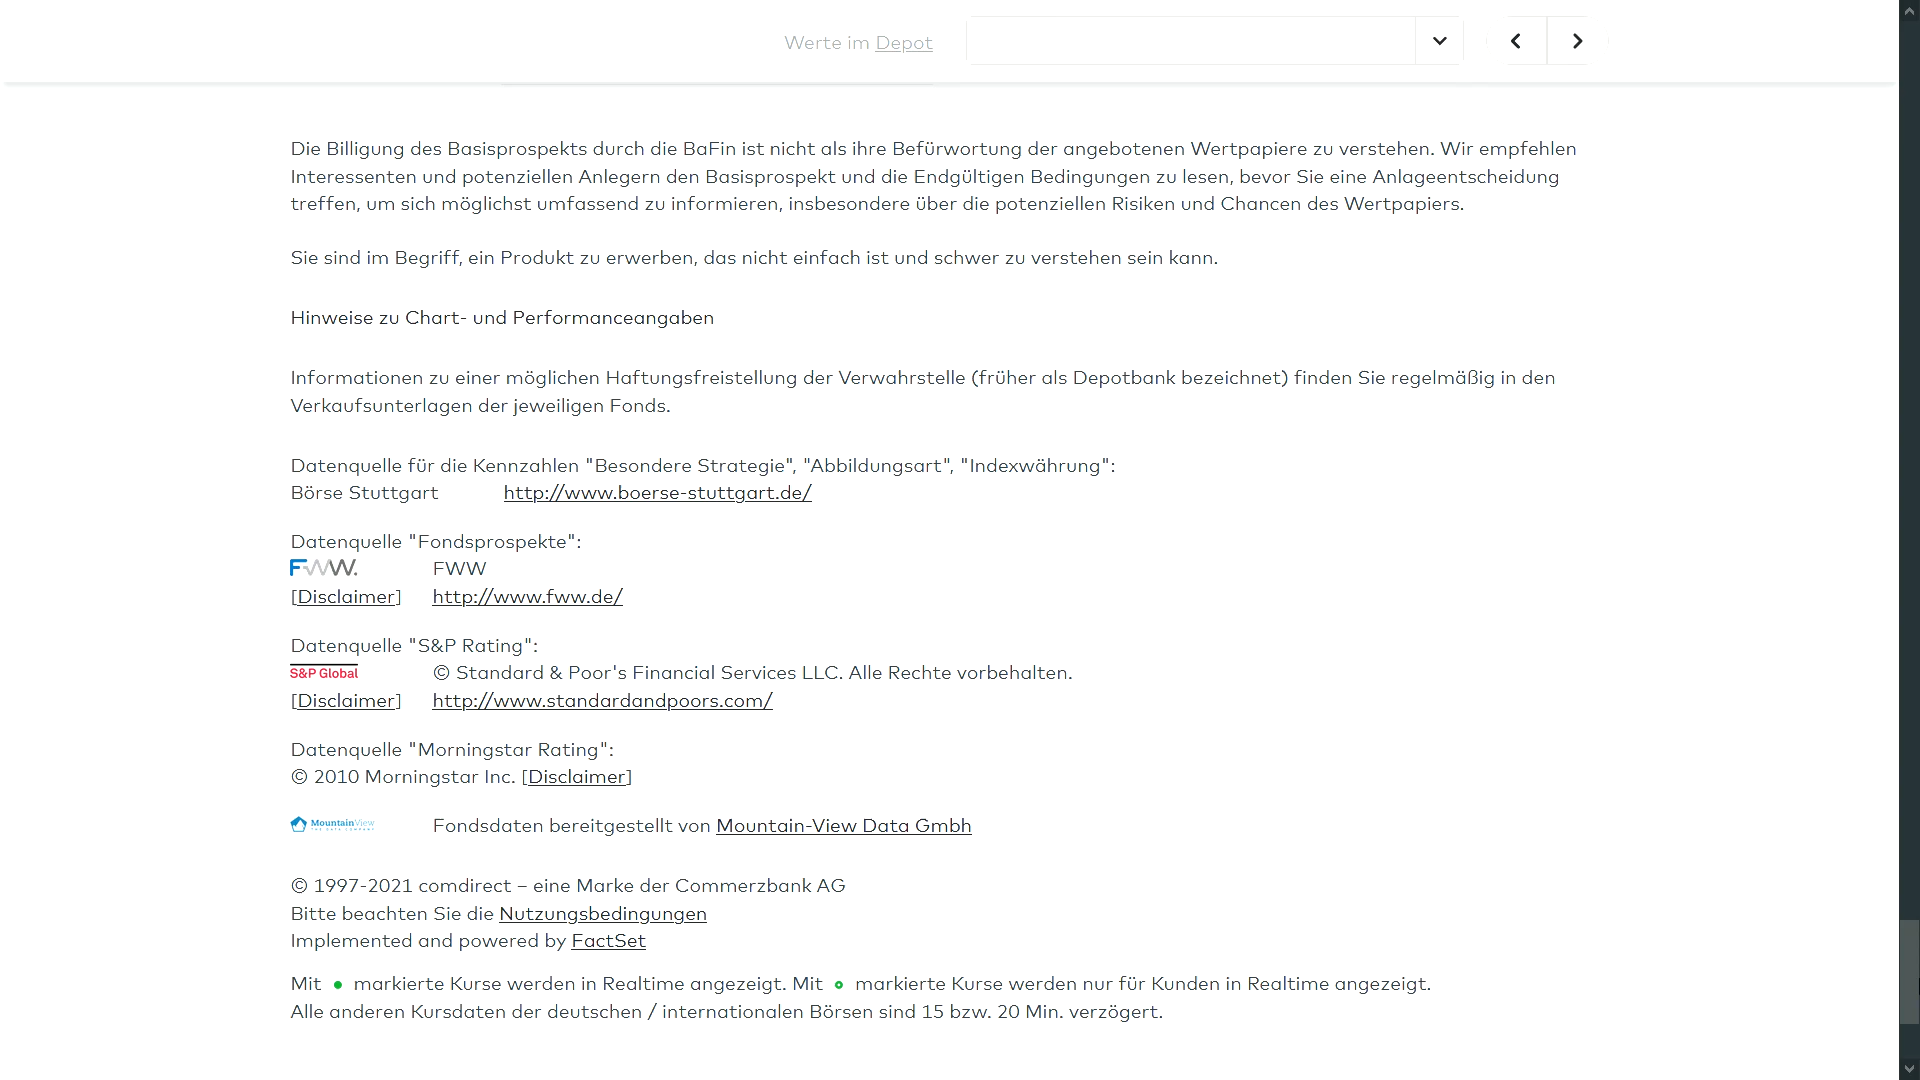 Werte im Depot
Die Billigung des Basisprospekts durch die BaFin ist nicht als ihre Befürwortung der angebotenen Wertpapiere zu verstehen. Wir empfehlen
Interessenten und potenziellen Anlegern den Basisprospekt und die Endgültigen Bedingungen zu lesen, bevor Sie eine Anlageentscheidung
treffen, um sich möglichst umfassend zu informieren, insbesondere über die potenziellen Risiken und Chancen des Wertpapiers.
Sie sind im Begriff, ein Produkt zu erwerben, das nicht einfach ist und schwer zu verstehen sein kann.
Hinweise zu Chart- und Performanceangaben
Informationen zu einer möglichen Haftungsfreistellung der Verwahrstelle (früher als Depotbank bezeichnet) finden Sie regelmäßig in den
Verkaufsunterlagen der jeweiligen Fonds.
Datenquelle für die Kennzahlen "Besondere Strategie", "Abbildungsart", "Indexwährung":
Börse Stuttgart http://www.boerse-stuttgart.de/
Datenquelle "Fondsprospekte":
FWW. FWW
[Disclaimer] http://www.fww.de/
Datenquelle "S&P Rating":
S&P Global © Standard & Poor's Financial Services LLC. Alle Rechte vorbehalten.
[Disclaimer] http://www.standardandpoors.com/
Datenquelle "Morningstar Rating":
© 2010 Morningstar Inc. [Disclaimer]
MountainView Fondsdaten bereitgestellt von Mountain-View Data Gmbh
THE DATA COMPANY
© 1997-2021 comdirect – eine Marke der Commerzbank AG
Bitte beachten Sie die Nutzungsbedingungen
Implemented and powered by FactSet
Mit markierte Kurse werden in Realtime angezeigt. Mit markierte Kurse werden nur für Kunden in Realtime angezeigt.
Alle anderen Kursdaten der deutschen / internationalen Börsen sind 15 bzw. 20 Min. verzögert.